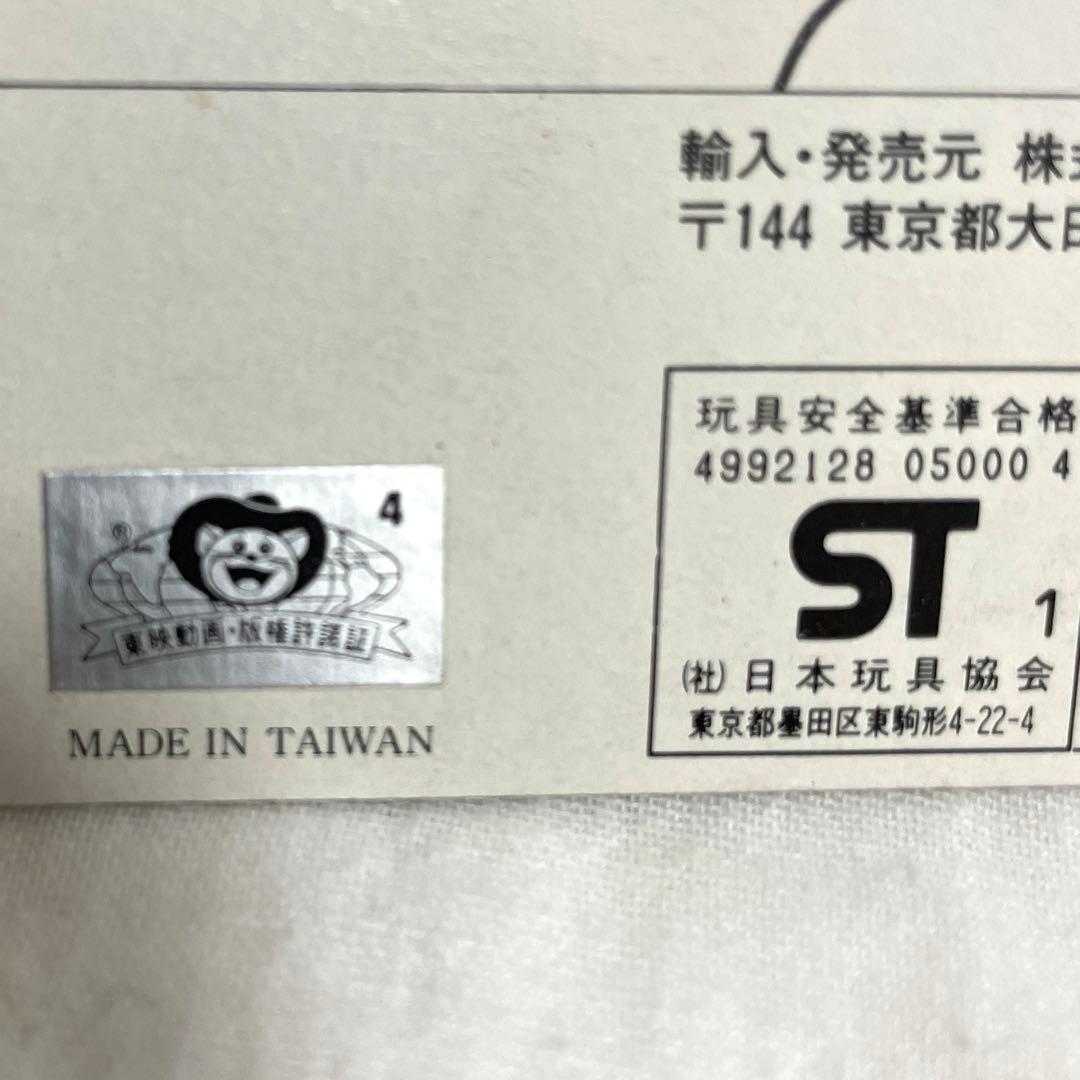 輸入・発売元 株式
〒144 東京都大田
玩具安全基準合格
4992128 05000 4
ST
1
(社)日本玩具協会
東京都墨田区東駒形4-22-4
4
®
東映動画・版権許諾証
MADE IN TAIWAN